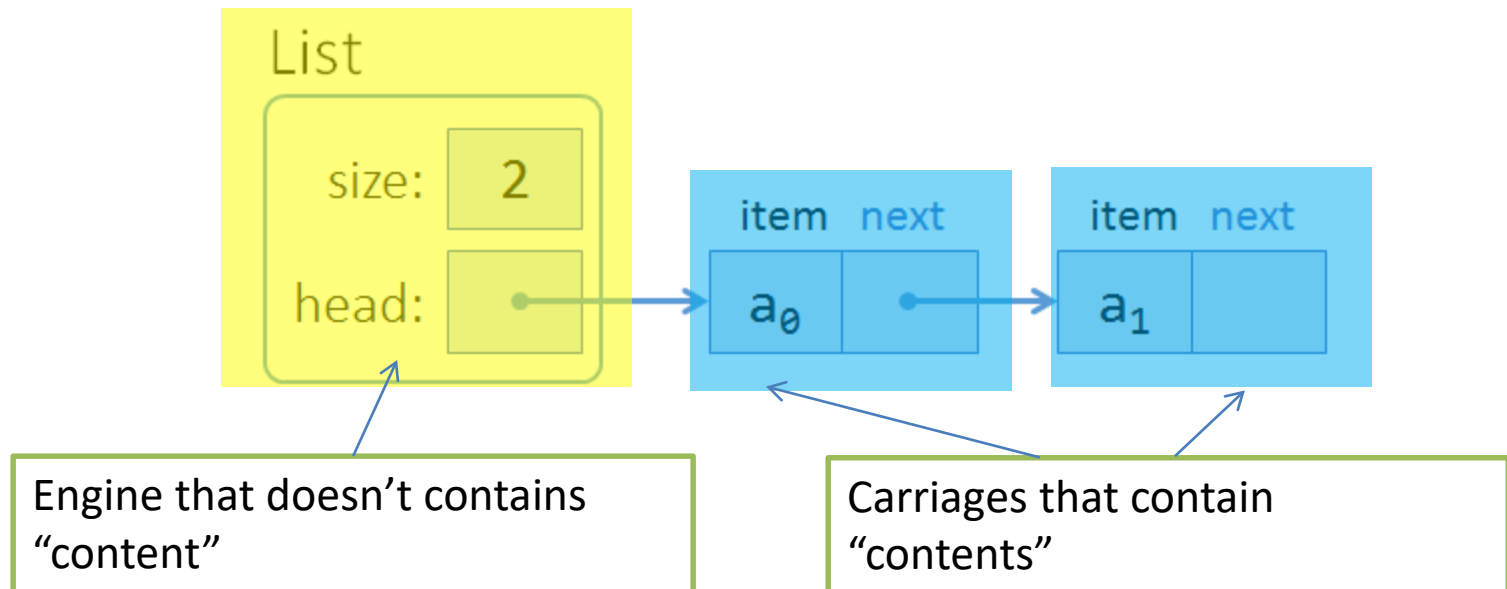 List
size: 2
head:
item next
a₀
item next
a₁
Engine that doesn’t contains
“content”
Carriages that contain
“contents”